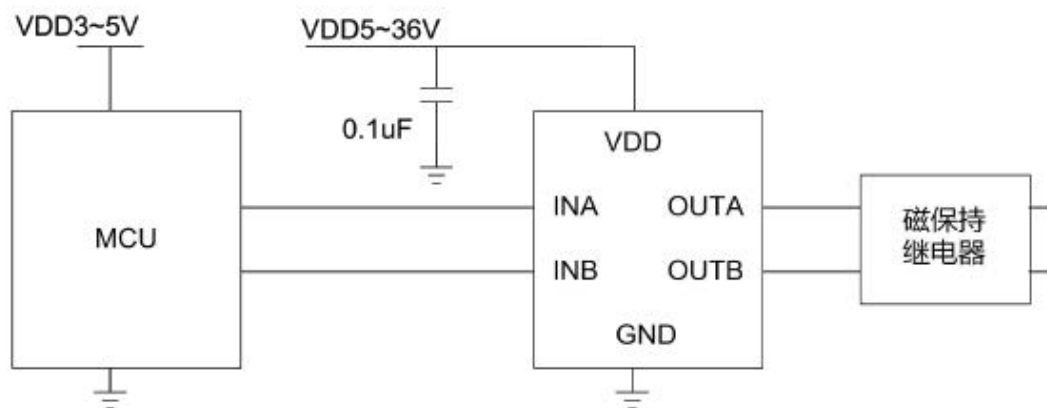 VDD3~5V
VDD5~36V
0.1uF
VDD
MCU
INA
OUTA
INB
OUTB
GND
磁保持
继电器